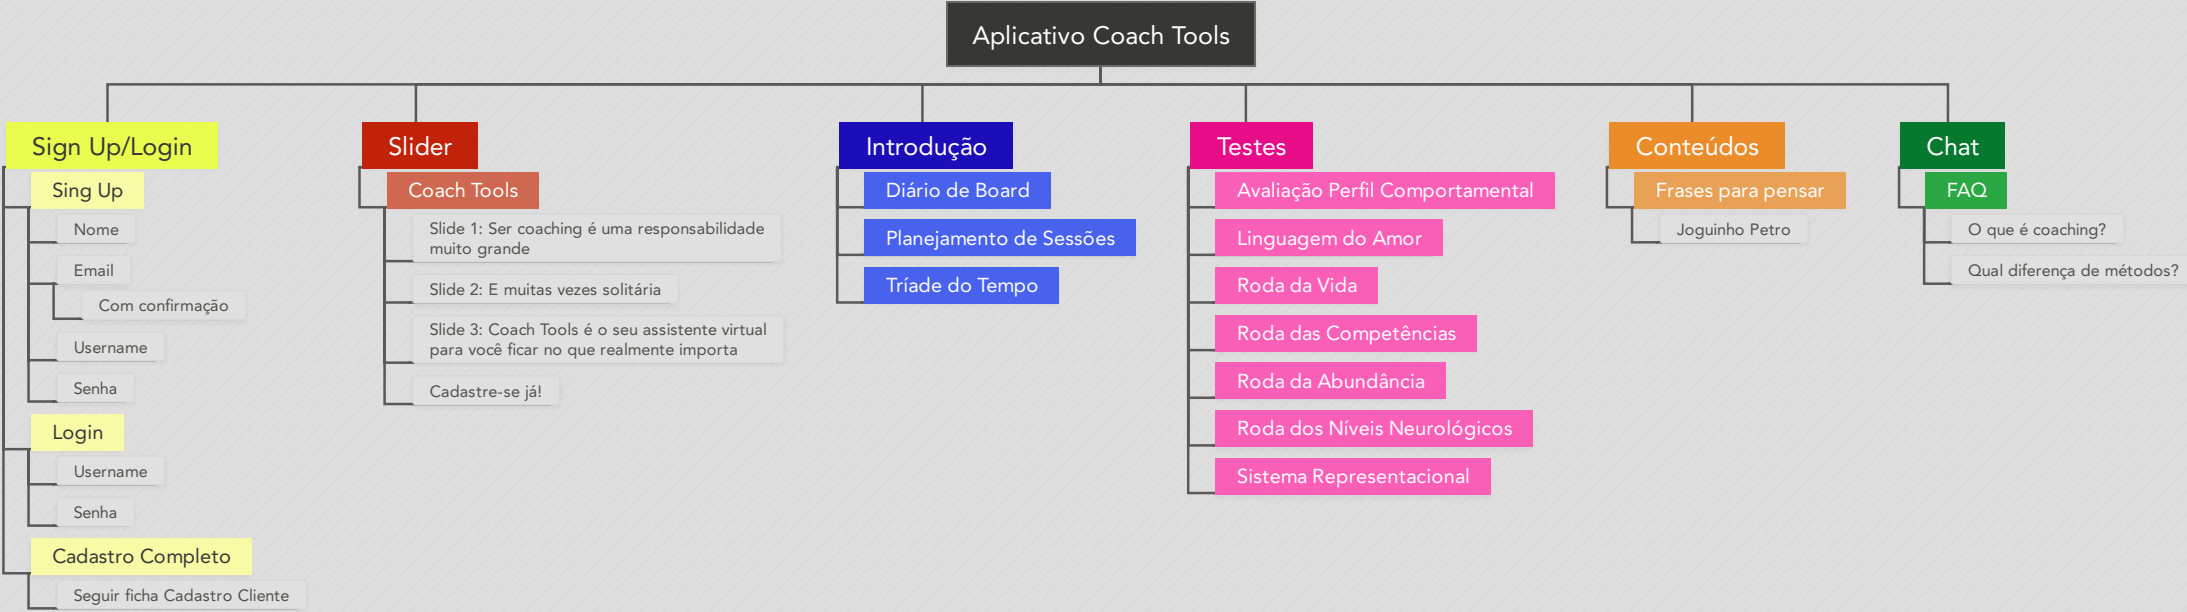 Aplicativo Coach Tools
Sign Up/Login
Sing Up
Nome
Email
Com confirmação
Username
Senha
Login
Username
Senha
Cadastro Completo
Seguir ficha Cadastro Cliente
Slider
Coach Tools
Slide 1: Ser coaching é uma responsabilidade
muito grande
Slide 2: E muitas vezes solitária
Slide 3: Coach Tools é o seu assistente virtual
para você ficar no que realmente importa
Cadastre-se já!
Introdução
Diário de Board
Planejamento de Sessões
Tríade do Tempo
Testes
Avaliação Perfil Comportamental
Linguagem do Amor
Roda da Vida
Roda das Competências
Roda da Abundância
Roda dos Níveis Neurológicos
Sistema Representacional
Conteúdos
Frases para pensar
Joguinho Petro
Chat
FAQ
O que é coaching?
Qual diferença de métodos?